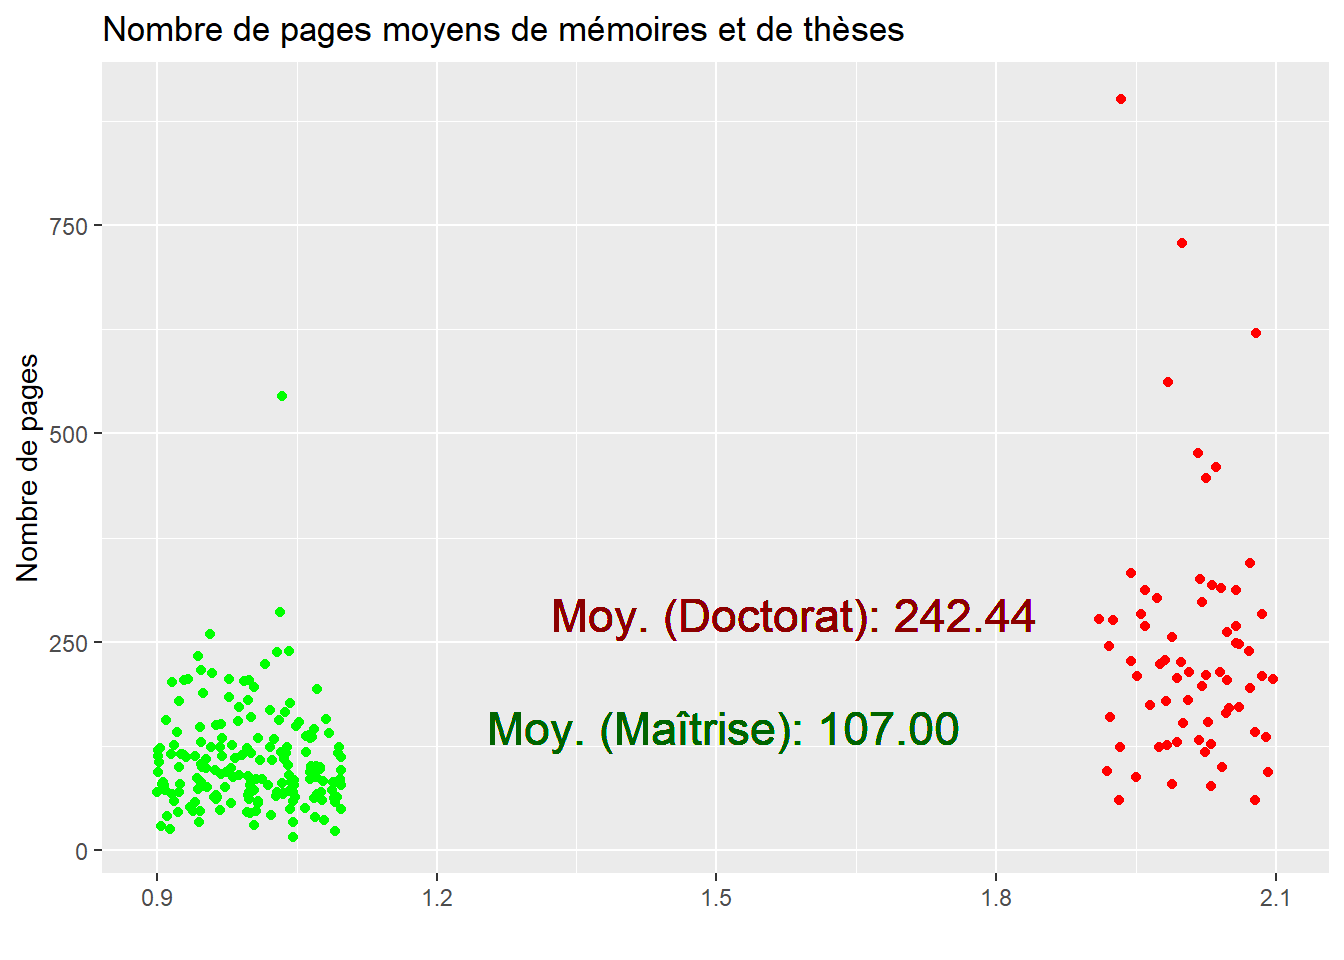 Nombre de pages moyens de mémoires et de thèses
Nombre de pages
750
500
250
0
Moy. (Doctorat): 242.44
Moy. (Maîtrise): 107.00
0.9 1.2 1.5 1.8 2.1